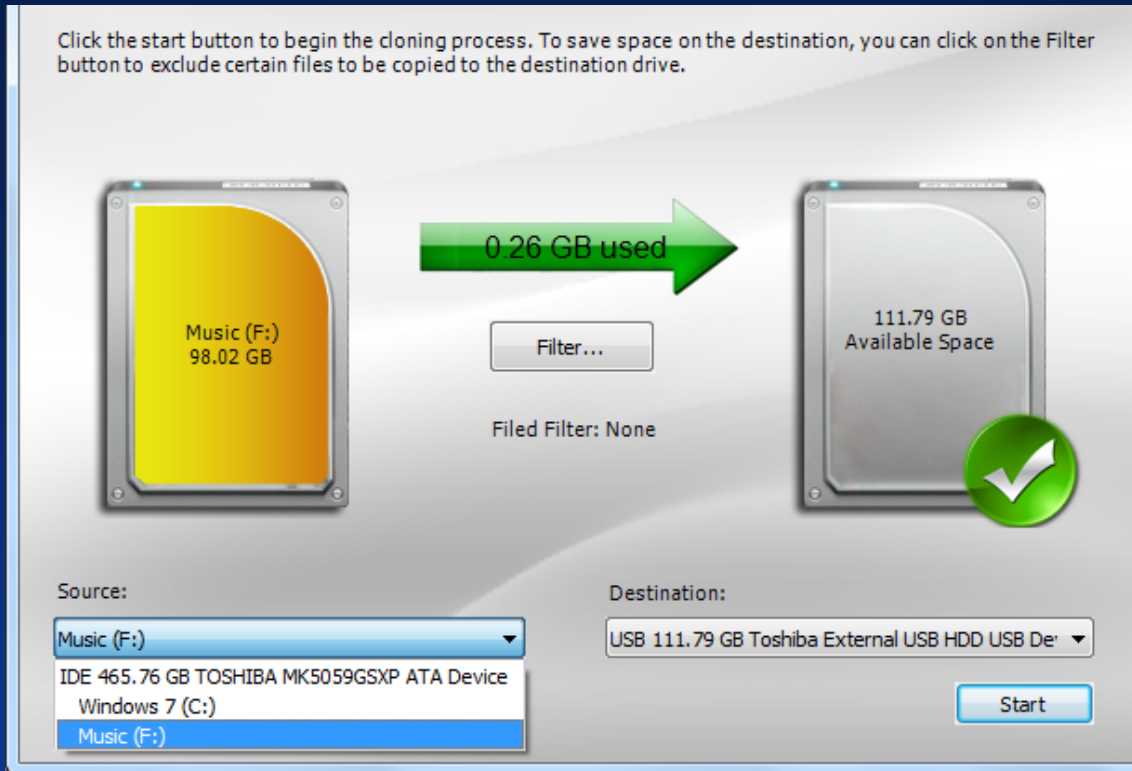 Click the start button to begin the cloning process. To save space on the destination, you can click on the Filter
button to exclude certain files to be copied to the destination drive.
0.26 GB used
Music (F:)
98.02 GB
111.79 GB
Available Space
Filter...
Filed Filter: None
Source:
Destination:
Music (F:)
USB 111.79 GB Toshiba External USB HDD USB De
IDE 465.76 GB TOSHIBA MK5059GSXP ATA Device
Windows 7 (C:)
Music (F:)
Start